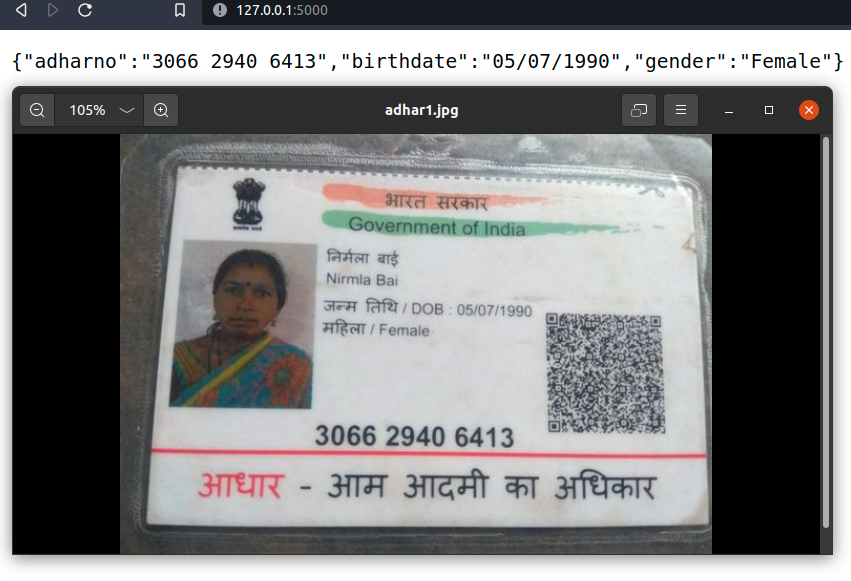 127.0.0.1:5000
{"adharno":"3066 2940 6413","birthdate":"05/07/1990","gender":"Female"}
105%
adhar1.jpg
भारत सरकार
Government of India
निर्मला बाई
Nirmla Bai
जन्म तिथि / DOB : 05/07/1990
महिला / Female
3066 2940 6413
आधार - आम आदमी का अधिकार